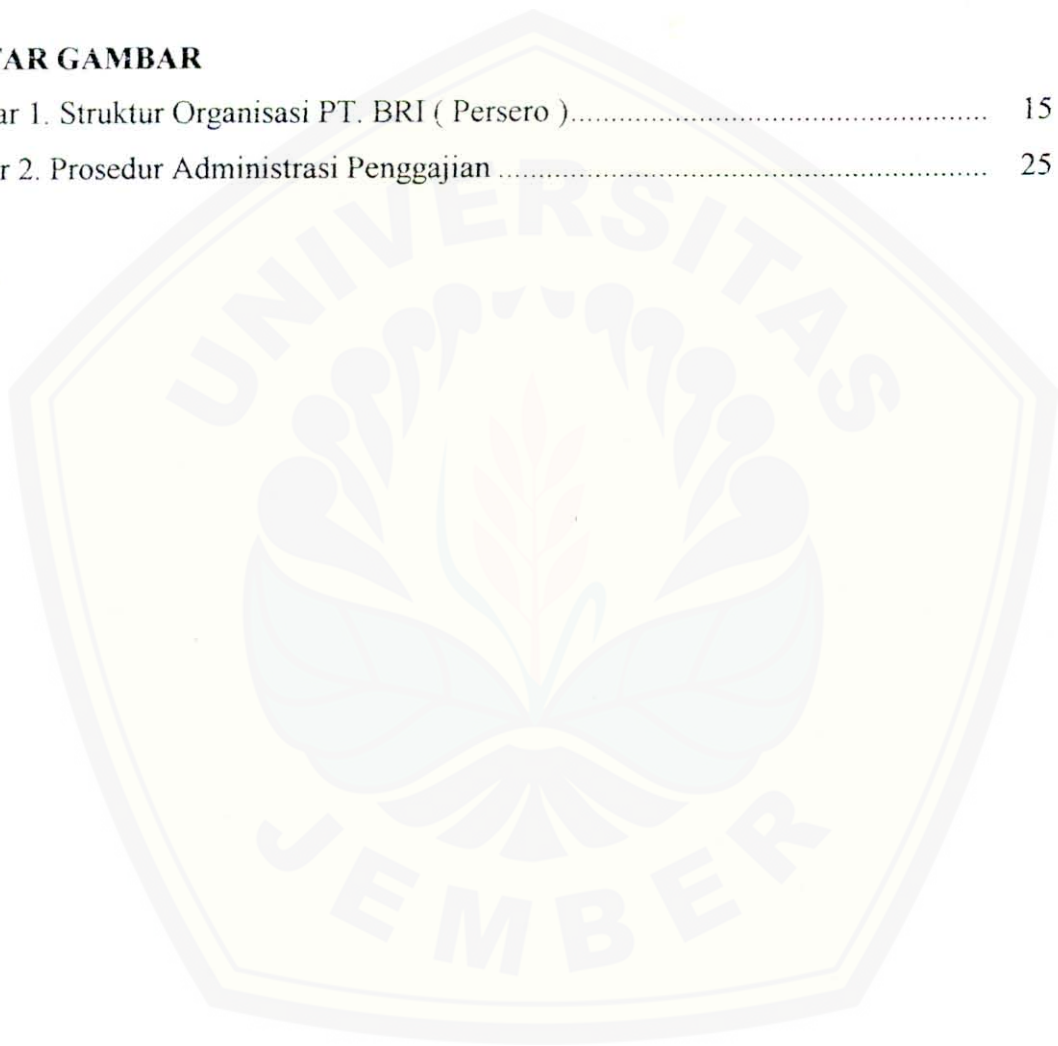 TAR GAMBAR
ar 1. Struktur Organisasi PT. BRI ( Persero )................................................ 15
r 2. Prosedur Administrasi Penggajian ........................................................ 25
UNIVERSITAS
JEMBER